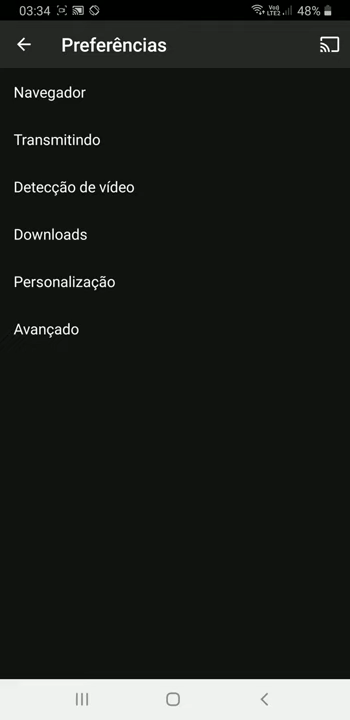 03:34 48%
Preferências
Navegador
Transmitindo
Detecção de vídeo
Downloads
Personalização
Avançado